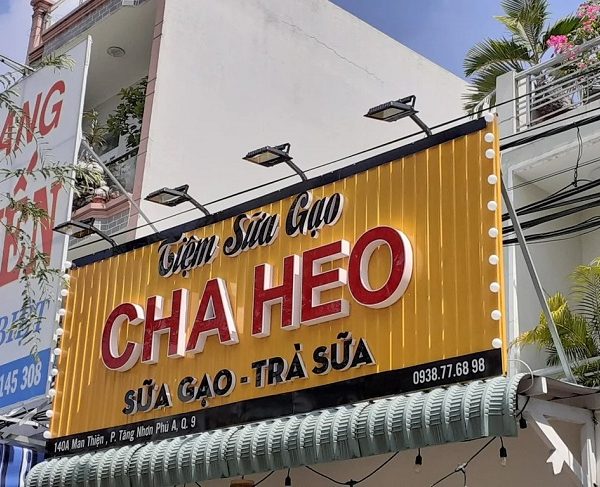 Tiệm Sữa Gạo
CHA HEO
SỮA GẠO - TRÀ SỮA
0938.77.68 98
140A Man Thiện, P. Tăng Nhơn Phú A, Q. 9
145 308